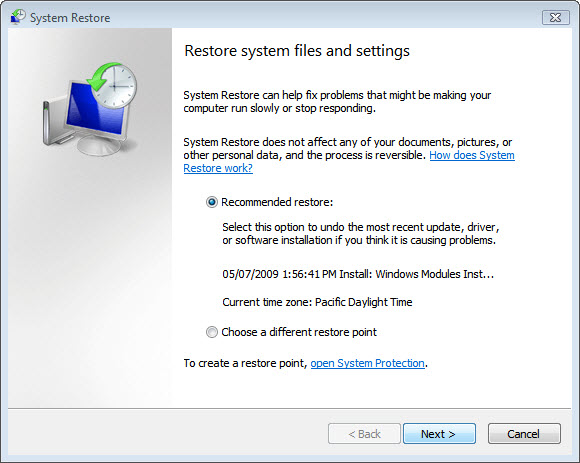 System Restore
Restore system files and settings
System Restore can help fix problems that might be making your
computer run slowly or stop responding.
System Restore does not affect any of your documents, pictures, or
other personal data, and the process is reversible. How does System
Restore work?
Recommended restore:
Select this option to undo the most recent update, driver,
or software installation if you think it is causing problems.
05/07/2009 1:56:41 PM Install: Windows Modules Inst...
Current time zone: Pacific Daylight Time
Choose a different restore point
To create a restore point, open System Protection.
< Back
Next >
Cancel